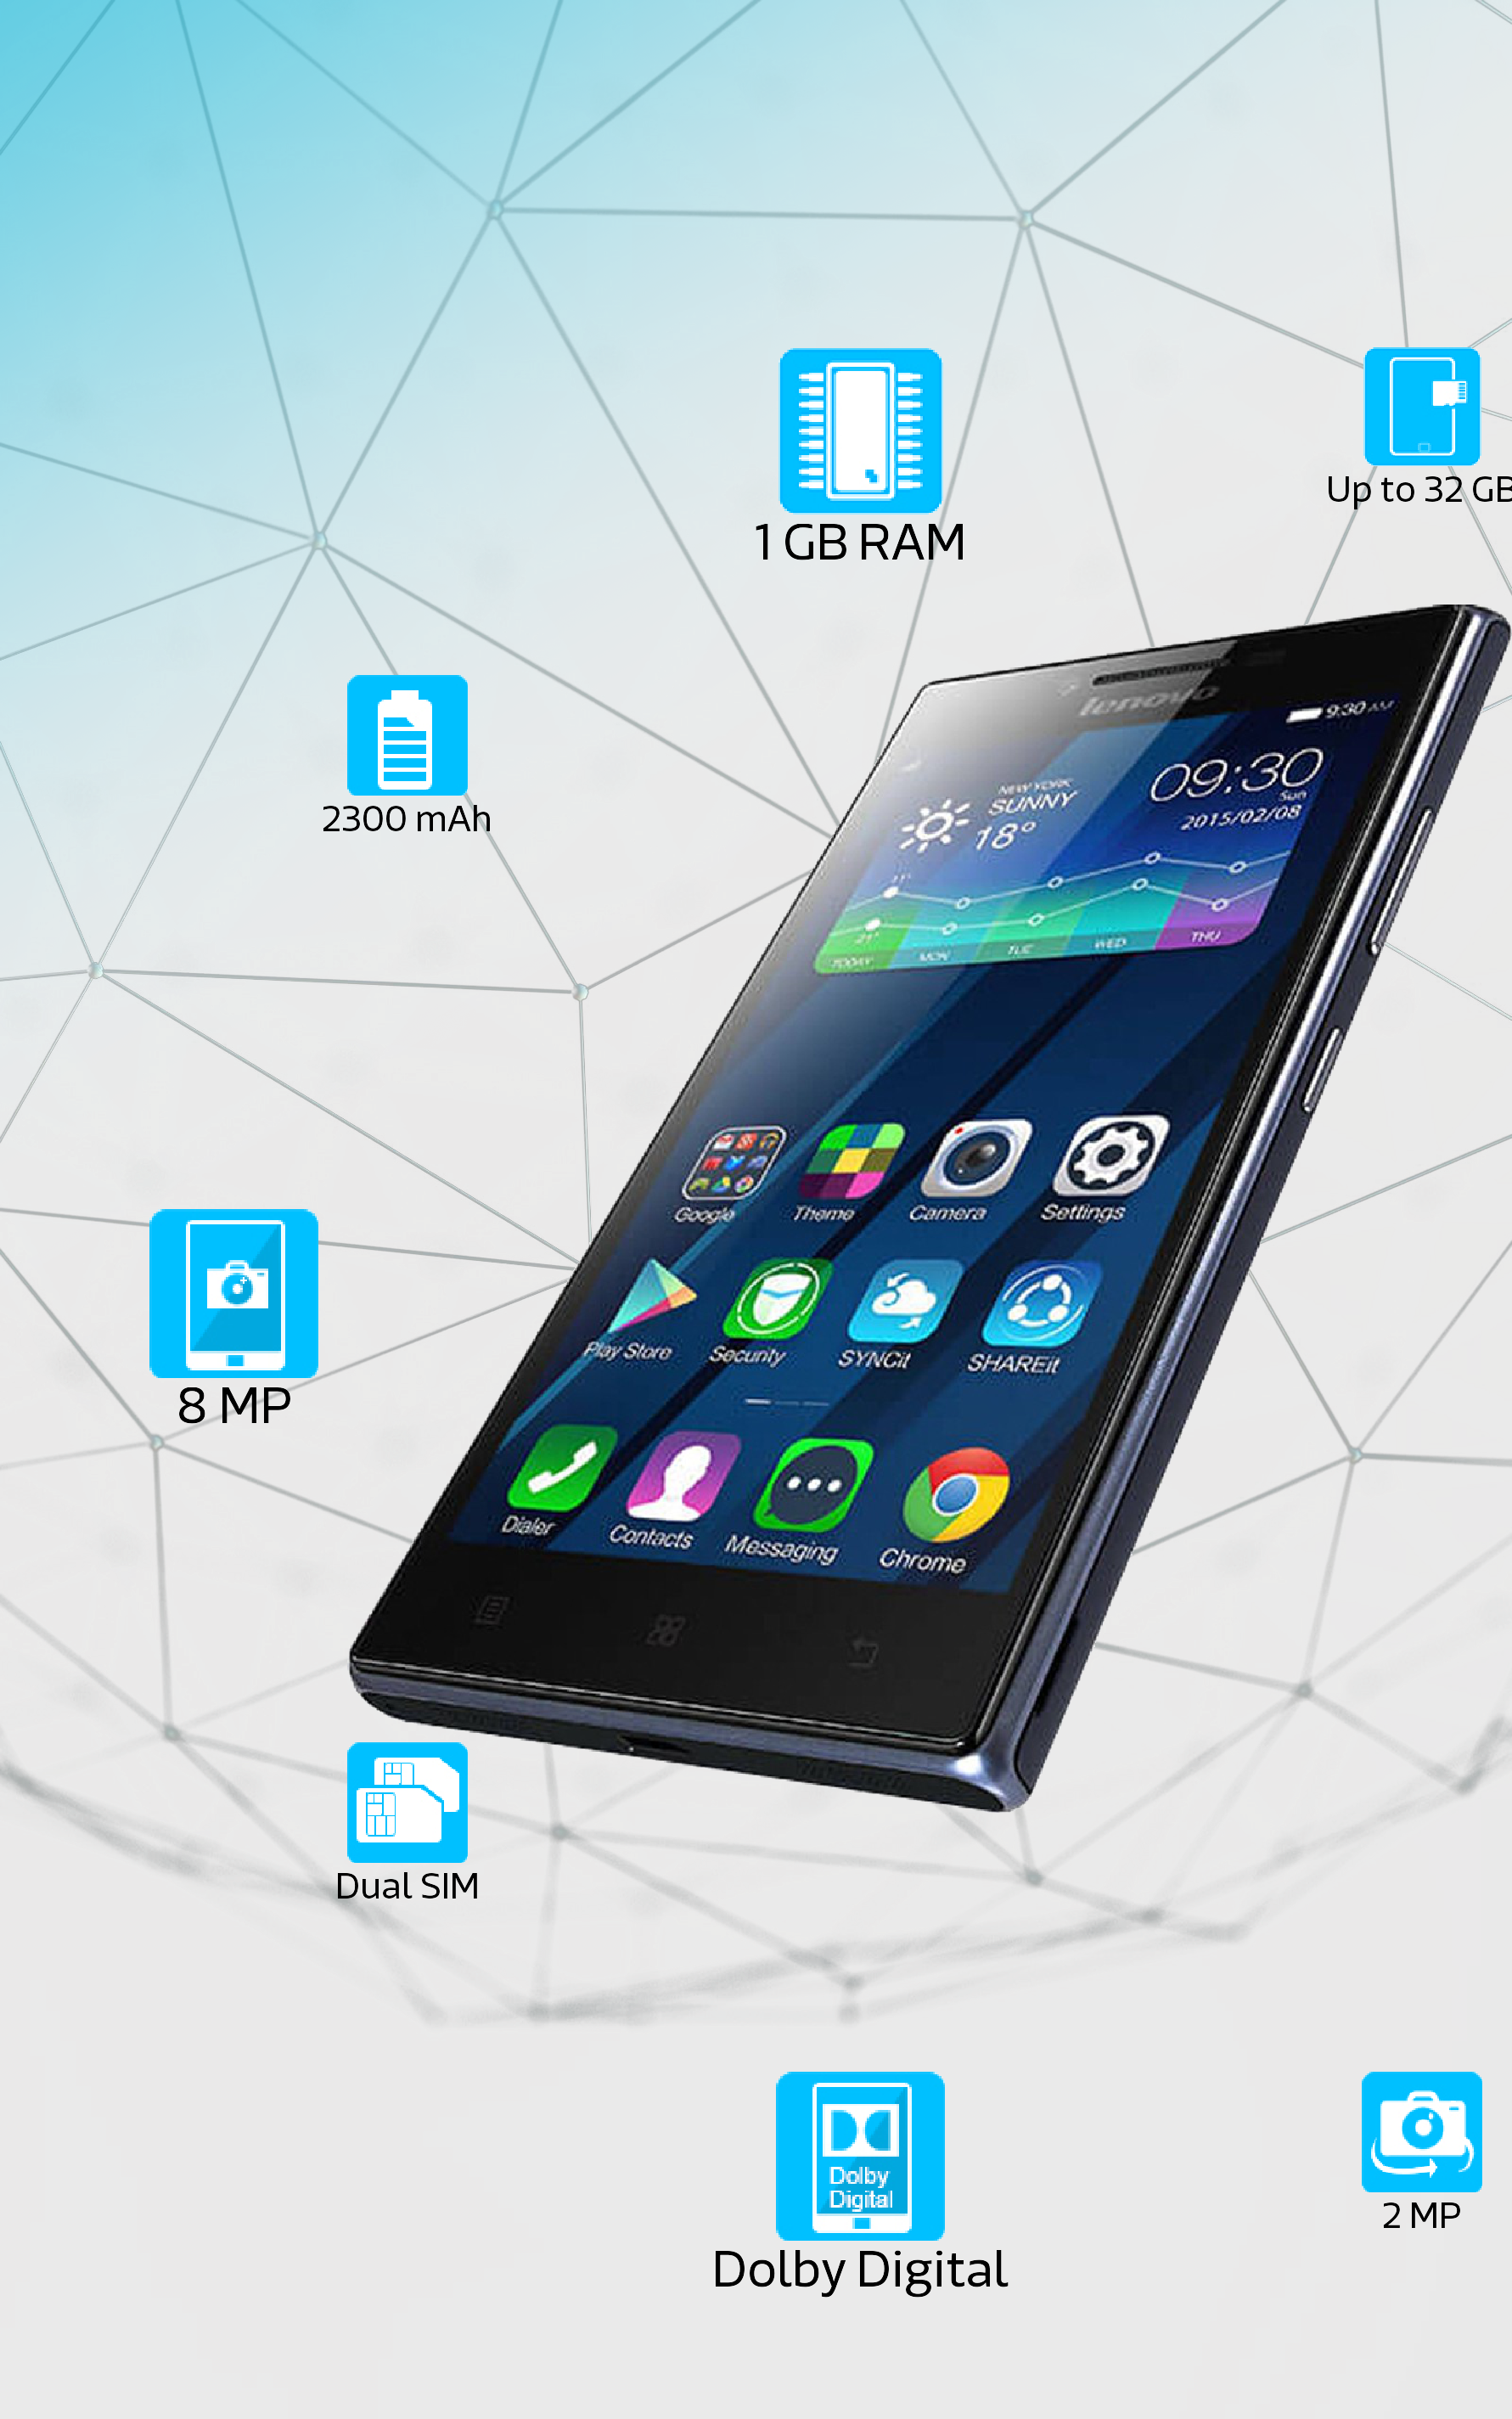 1 GB RAM
Up to 32 GB
2300 mAh
lenovo
9:30 AM
NEW YORK
SUNNY
18°
09:30
Sun
2015/02/08
21°
TODAY MON TUE WED THU
Google Theme Camera Settings
Play Store Security SYNCit SHAREit
Dialer Contacts Messaging Chrome
8 MP
Dual SIM
Dolby
Digital
Dolby Digital
2 MP